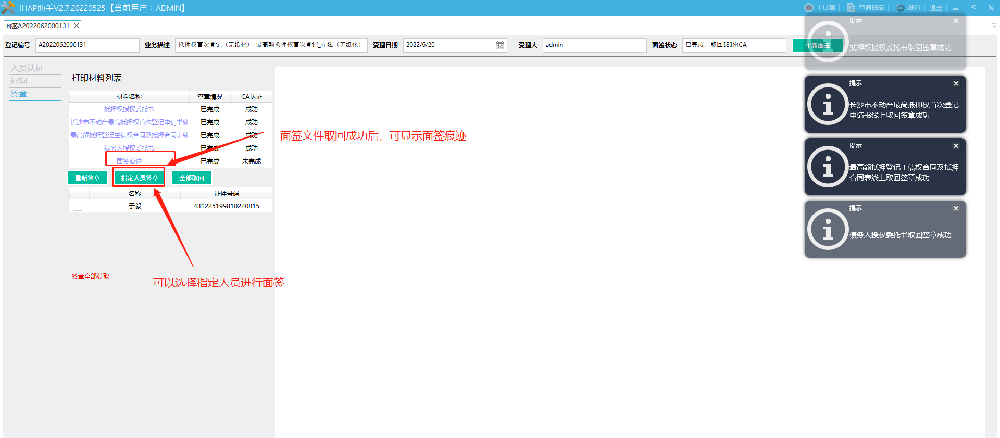 IHAP助手V2.7.20220525【当前用户：ADMIN】
工具箱 查询扫描 设置 退出
面签A2022062000131
登记编号 A2022062000131 业务描述 抵押权首次登记（无纸化）-最高额抵押权首次登记_在线（无纸化） 受理日期 2022/6/20 14 受理人 admin 面签状态 已完成，取回【8】份CA 重新面签
人员认证
问询
签章
打印材料列表
材料名称 签章情况 CA认证
抵押权授权委托书 已完成 成功
长沙市不动产最高抵押权首次登记申请书线 已完成 成功
最高额抵押登记主债权合同及抵押合同表线 已完成 成功
债务人授权委托书 已完成 成功
面签痕迹 已完成 未完成
重新签章 指定人员签章 全部取回
名称 证件号码
于毅 431225199810220815
签章全部获取
面签文件取回成功后，可显示面签痕迹
可以选择指定人员进行面签
提示
抵押权授权委托书取回签章成功
提示
长沙市不动产最高抵押权首次登记
申请书线上取回签章成功
提示
最高额抵押登记主债权合同及抵押
合同表线上取回签章成功
提示
债务人授权委托书取回签章成功